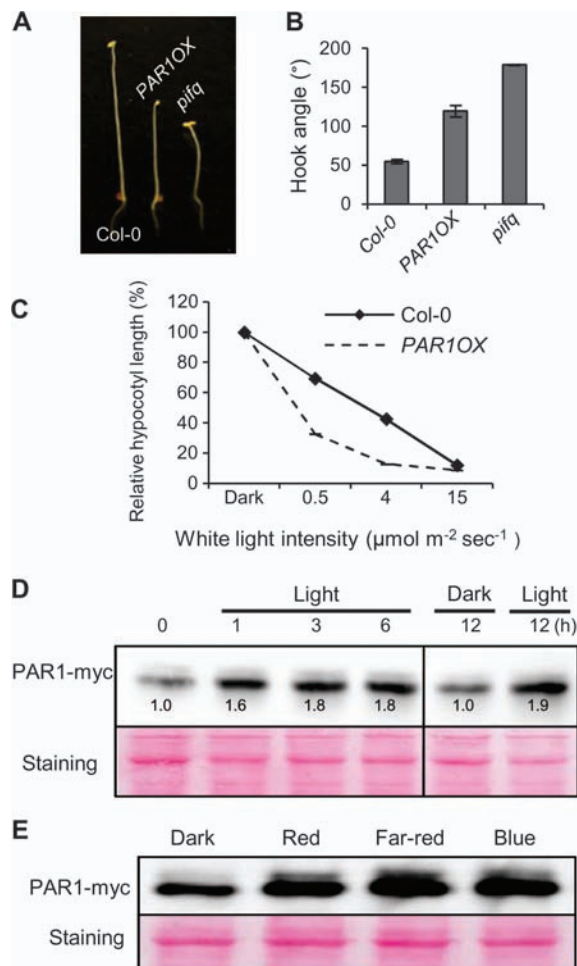 A
Col-0
PAR1OX
pifq
B
Hook angle (°)
200
150
100
50
0
Col-0
PAR1OX
pifq
C
Relative hypocotyl length (%)
120
100
80
60
40
20
0
Col-0
PAR1OX
Dark 0.5 4 15
White light intensity (µmol m⁻² sec⁻¹ )
D
Light Dark Light
0 1 3 6 12 12 (h)
PAR1-myc
1.0 1.6 1.8 1.8 1.0 1.9
Staining
E
Dark Red Far-red Blue
PAR1-myc
Staining